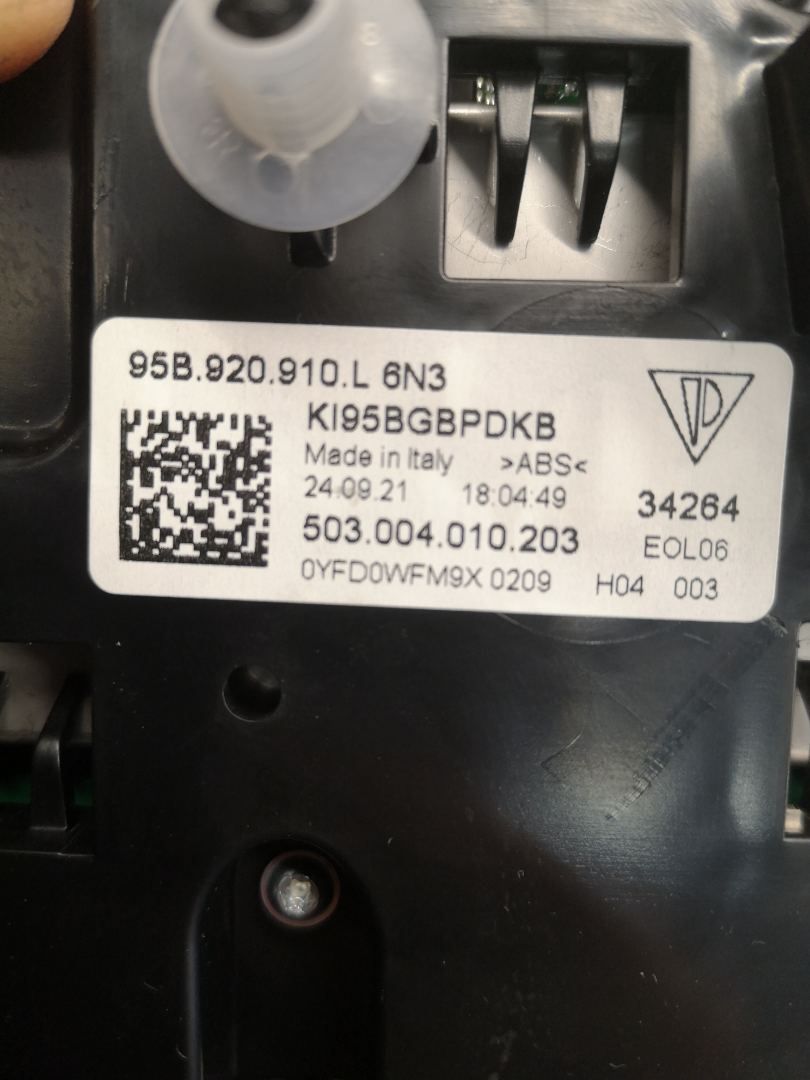 95B.920.910.L 6N3
KI95BGBPDKB
Made in Italy >ABS<
24.09.21 18:04:49 34264
503.004.010.203 EOL06
0YFD0WFM9X 0209 H04 003